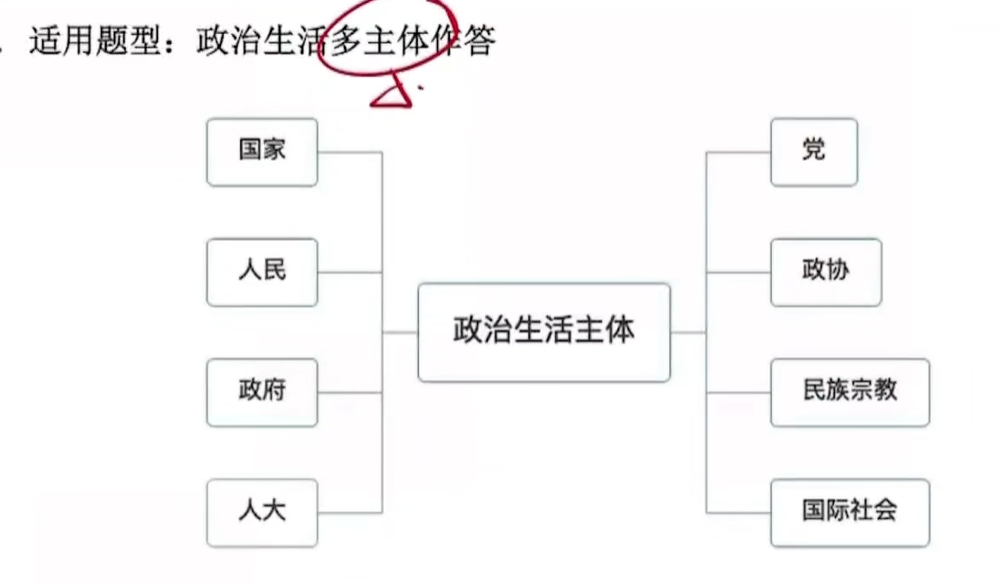 . 适用题型：政治生活多主体作答
国家
人民
政府
人大
政治生活主体
党
政协
民族宗教
国际社会